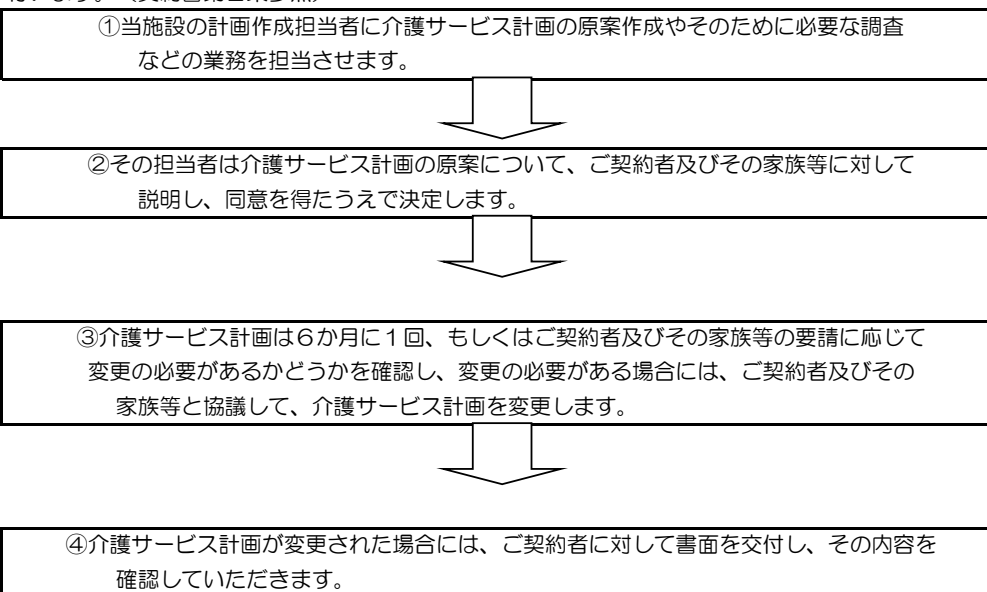 ①当施設の計画作成担当者に介護サービス計画の原案作成やそのために必要な調査
などの業務を担当させます。
②その担当者は介護サービス計画の原案について、ご契約者及びその家族等に対して
説明し、同意を得たうえで決定します。
③介護サービス計画は6か月に1回、もしくはご契約者及びその家族等の要請に応じて
変更の必要があるかどうかを確認し、変更の必要がある場合には、ご契約者及びその
家族等と協議して、介護サービス計画を変更します。
④介護サービス計画が変更された場合には、ご契約者に対して書面を交付し、その内容を
確認していただきます。